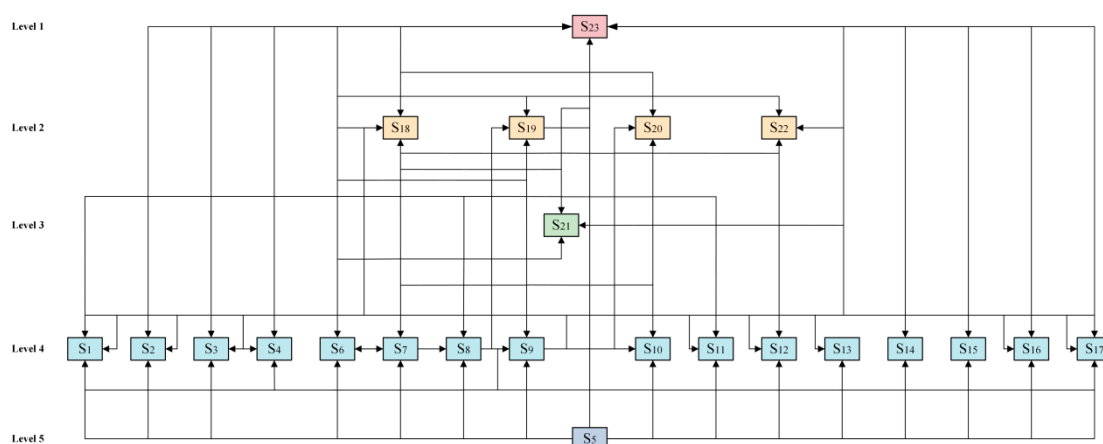 Level 1 S23
Level 2 S18 S19 S20 S22
Level 3 S21
Level 4 S1 S2 S3 S4 S6 S7 S8 S9 S10 S11 S12 S13 S14 S15 S16 S17
Level 5 S5